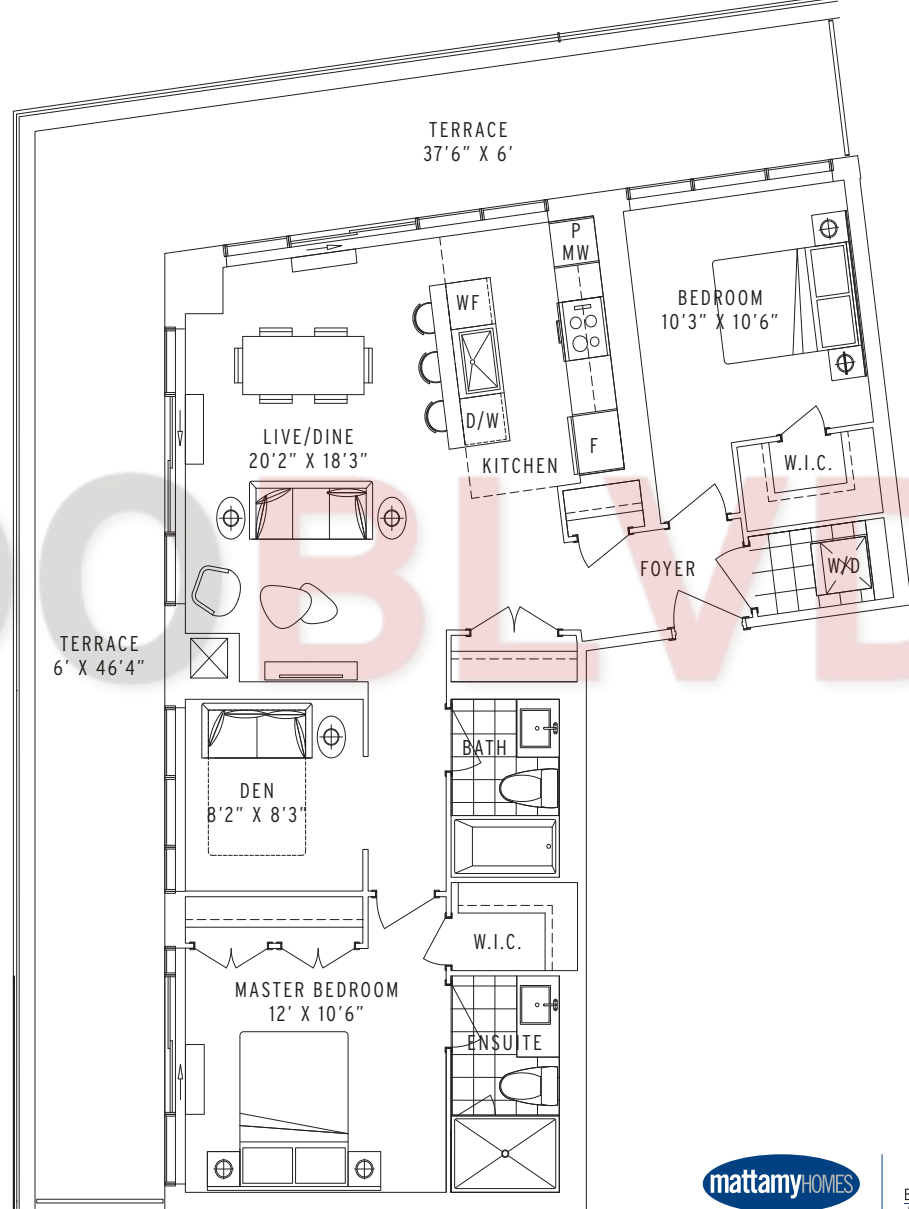 TERRACE
37'6" X 6'
P
MW
WF
BEDROOM
10'3" X 10'6"
D/W
LIVE/DINE
20'2" X 18'3"
F
KITCHEN
W.I.C.
FOYER
W/D
OOBLVD
TERRACE
6' X 46'4"
BATH
DEN
8'2" X 8'3"
W.I.C.
MASTER BEDROOM
12' X 10'6"
ENSUITE
mattamyHOMES